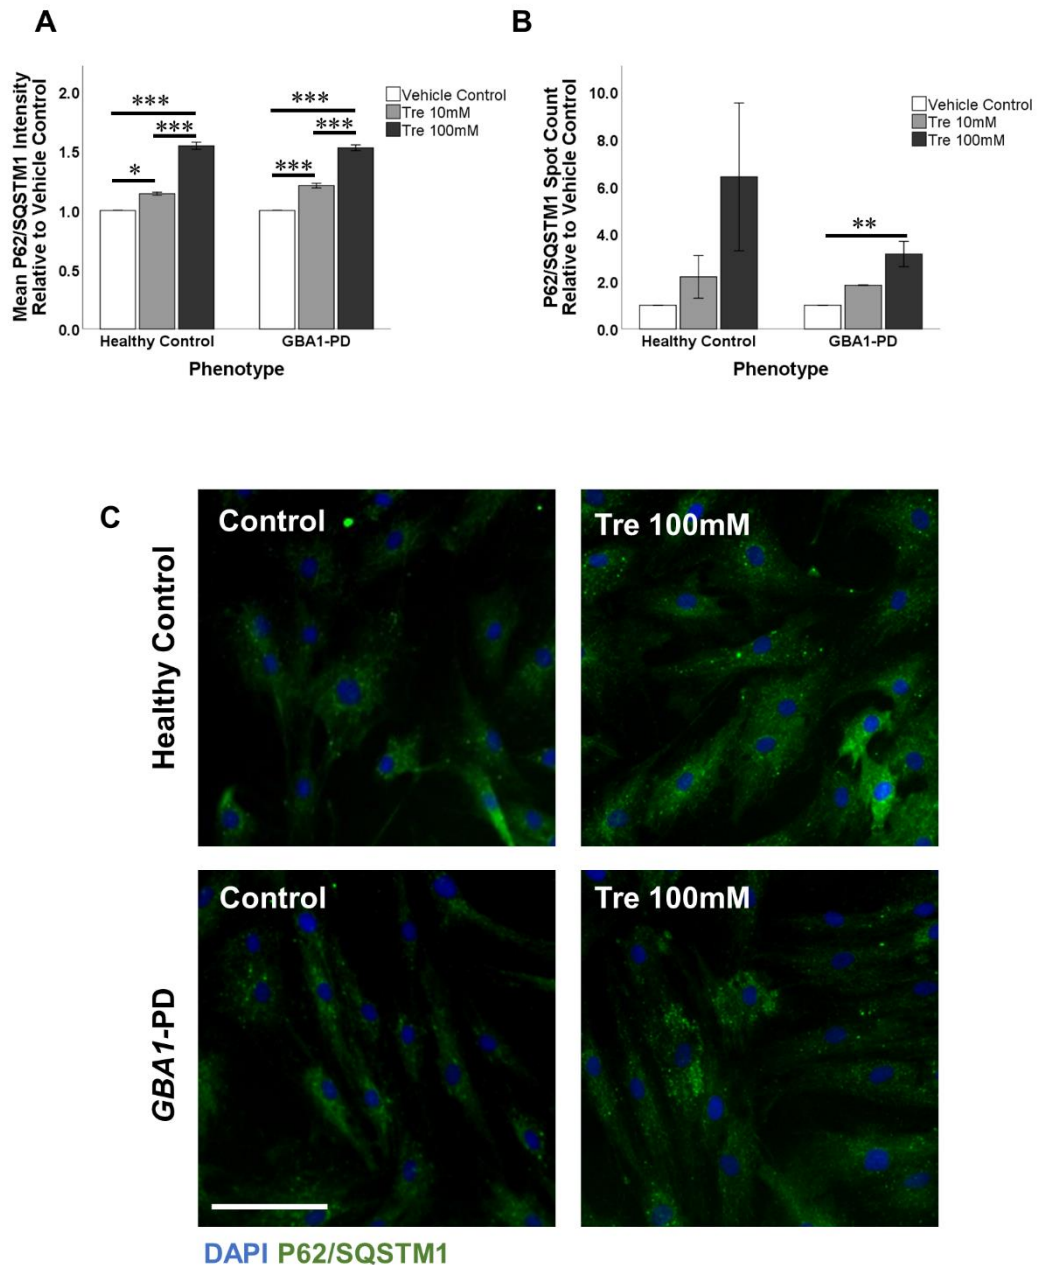 A
Mean P62/SQSTM1 Intensity
Relative to Vehicle Control
2.0
1.5
1.0
0.5
0.0
***
***
*
***
***
***
Vehicle Control
Tre 10mM
Tre 100mM
Healthy Control
GBA1-PD
Phenotype
B
P62/SQSTM1 Spot Count
Relative to Vehicle Control
10.0
8.0
6.0
4.0
2.0
0.0
**
Vehicle Control
Tre 10mM
Tre 100mM
Healthy Control
GBA1-PD
Phenotype
C
Healthy Control
Control
Tre 100mM
GBA1-PD
Control
Tre 100mM
DAPI P62/SQSTM1